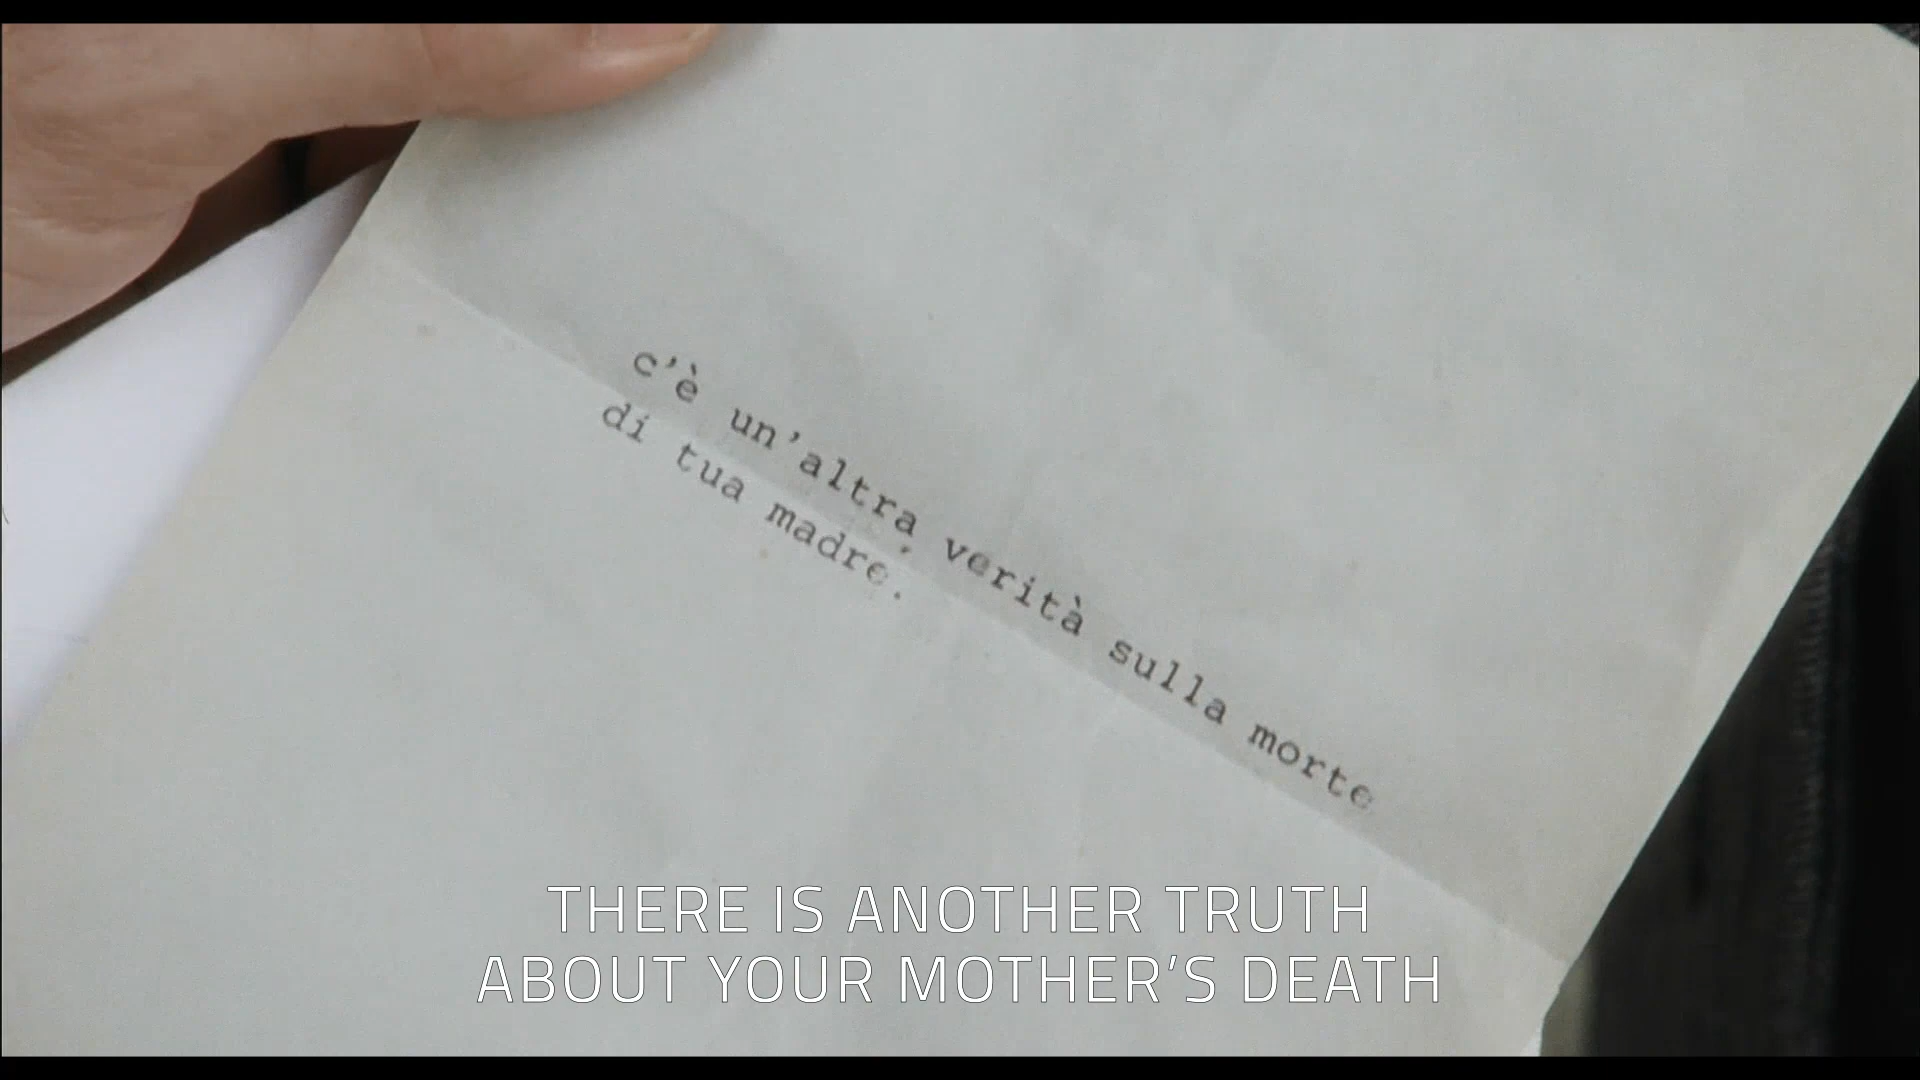 c'è un'altra verità sulla morte
di tua madre.
THERE IS ANOTHER TRUTH
ABOUT YOUR MOTHER'S DEATH